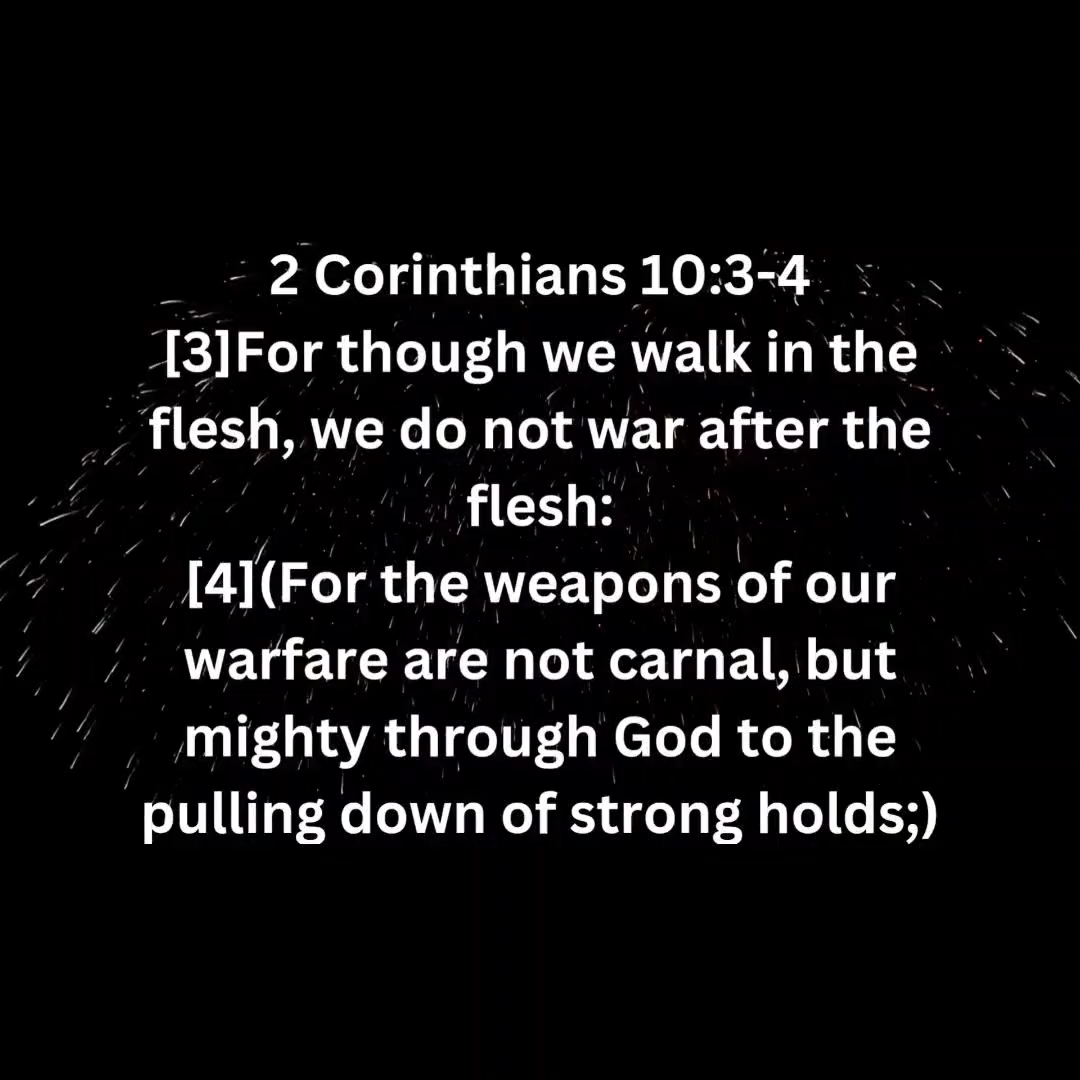 2 Corinthians 10:3-4
[3]For though we walk in the
flesh, we do not war after the
flesh:
[4](For the weapons of our
warfare are not carnal, but
mighty through God to the
pulling down of strong holds;)